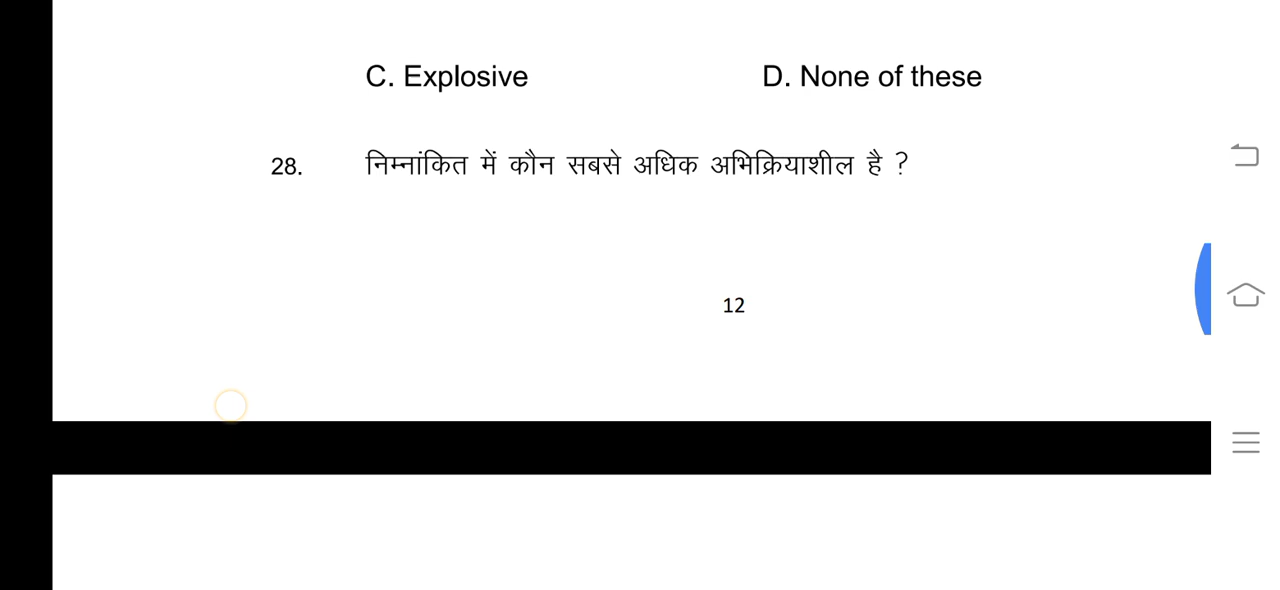 C. Explosive D. None of these
28. निम्नांकित में कौन सबसे अधिक अभिक्रियाशील है ?
12